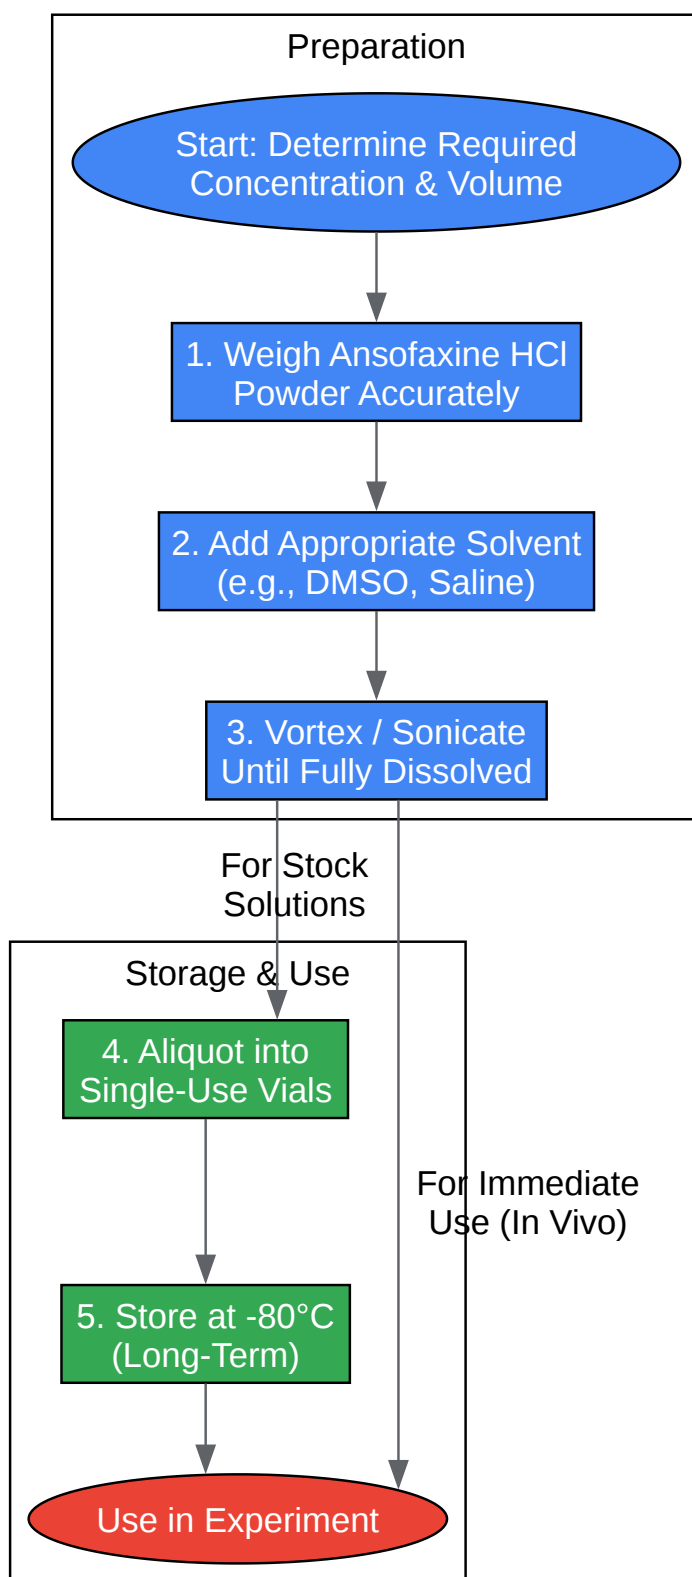 Preparation
Start: Determine Required
Concentration & Volume
1. Weigh Ansofaxine HCl
Powder Accurately
2. Add Appropriate Solvent
(e.g., DMSO, Saline)
3. Vortex / Sonicate
Until Fully Dissolved
For Stock
Solutions
Storage & Use
4. Aliquot into
Single-Use Vials
For Immediate
Use (In Vivo)
5. Store at -80°C
(Long-Term)
Use in Experiment